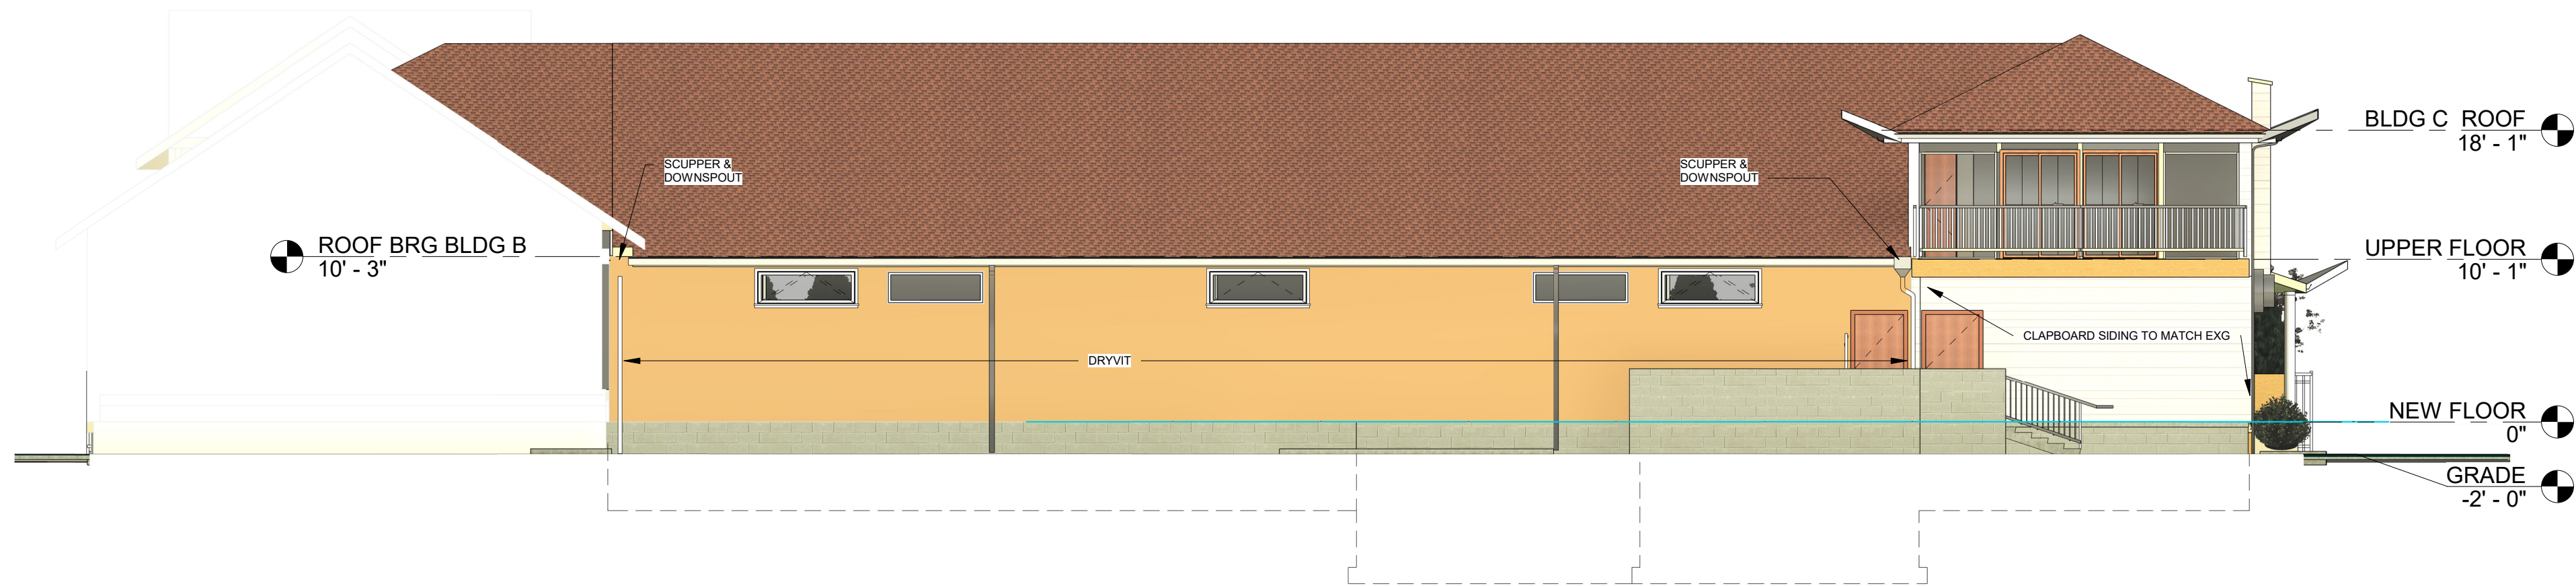 SCUPPER &
DOWNSPOUT
SCUPPER &
DOWNSPOUT
BLDG C ROOF
18' - 1"
ROOF BRG BLDG B
10' - 3"
UPPER FLOOR
10' - 1"
CLAPBOARD SIDING TO MATCH EXG
DRYVIT
NEW FLOOR
0"
GRADE
-2' - 0"